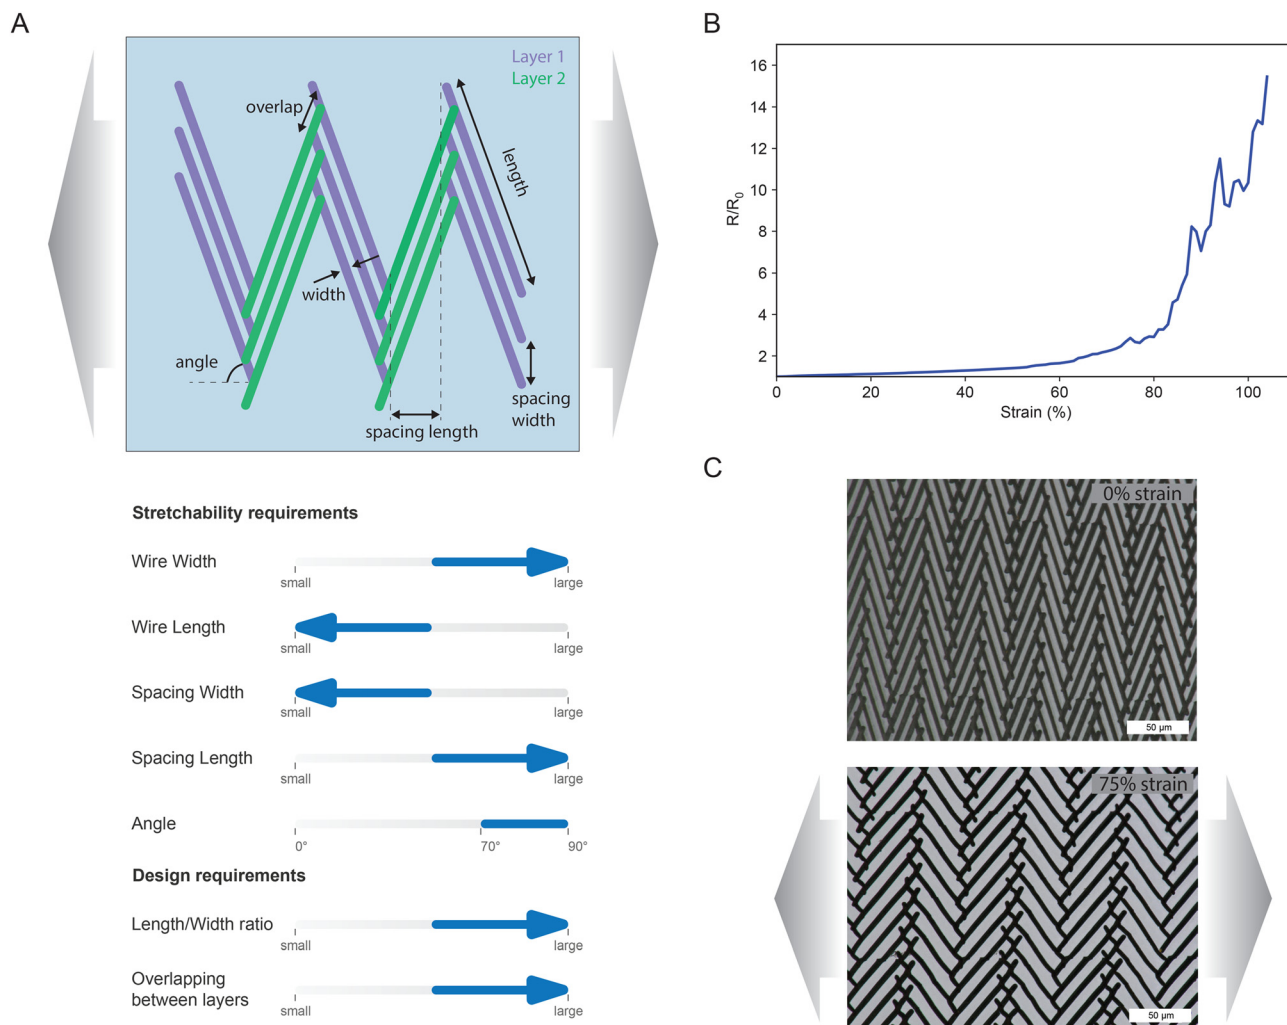 A
Layer 1
Layer 2
overlap
length
width
angle
spacing length
spacing
width
Stretchability requirements
Wire Width
small
large
Wire Length
small
large
Spacing Width
small
large
Spacing Length
small
large
Angle
0°
70°
90°
Design requirements
Length/Width ratio
small
large
Overlapping
between layers
small
large
B
16
14
12
10
8
6
4
2
R/R0
0
20
40
60
80
100
Strain (%)
C
0% strain
50 µm
75% strain
50 µm